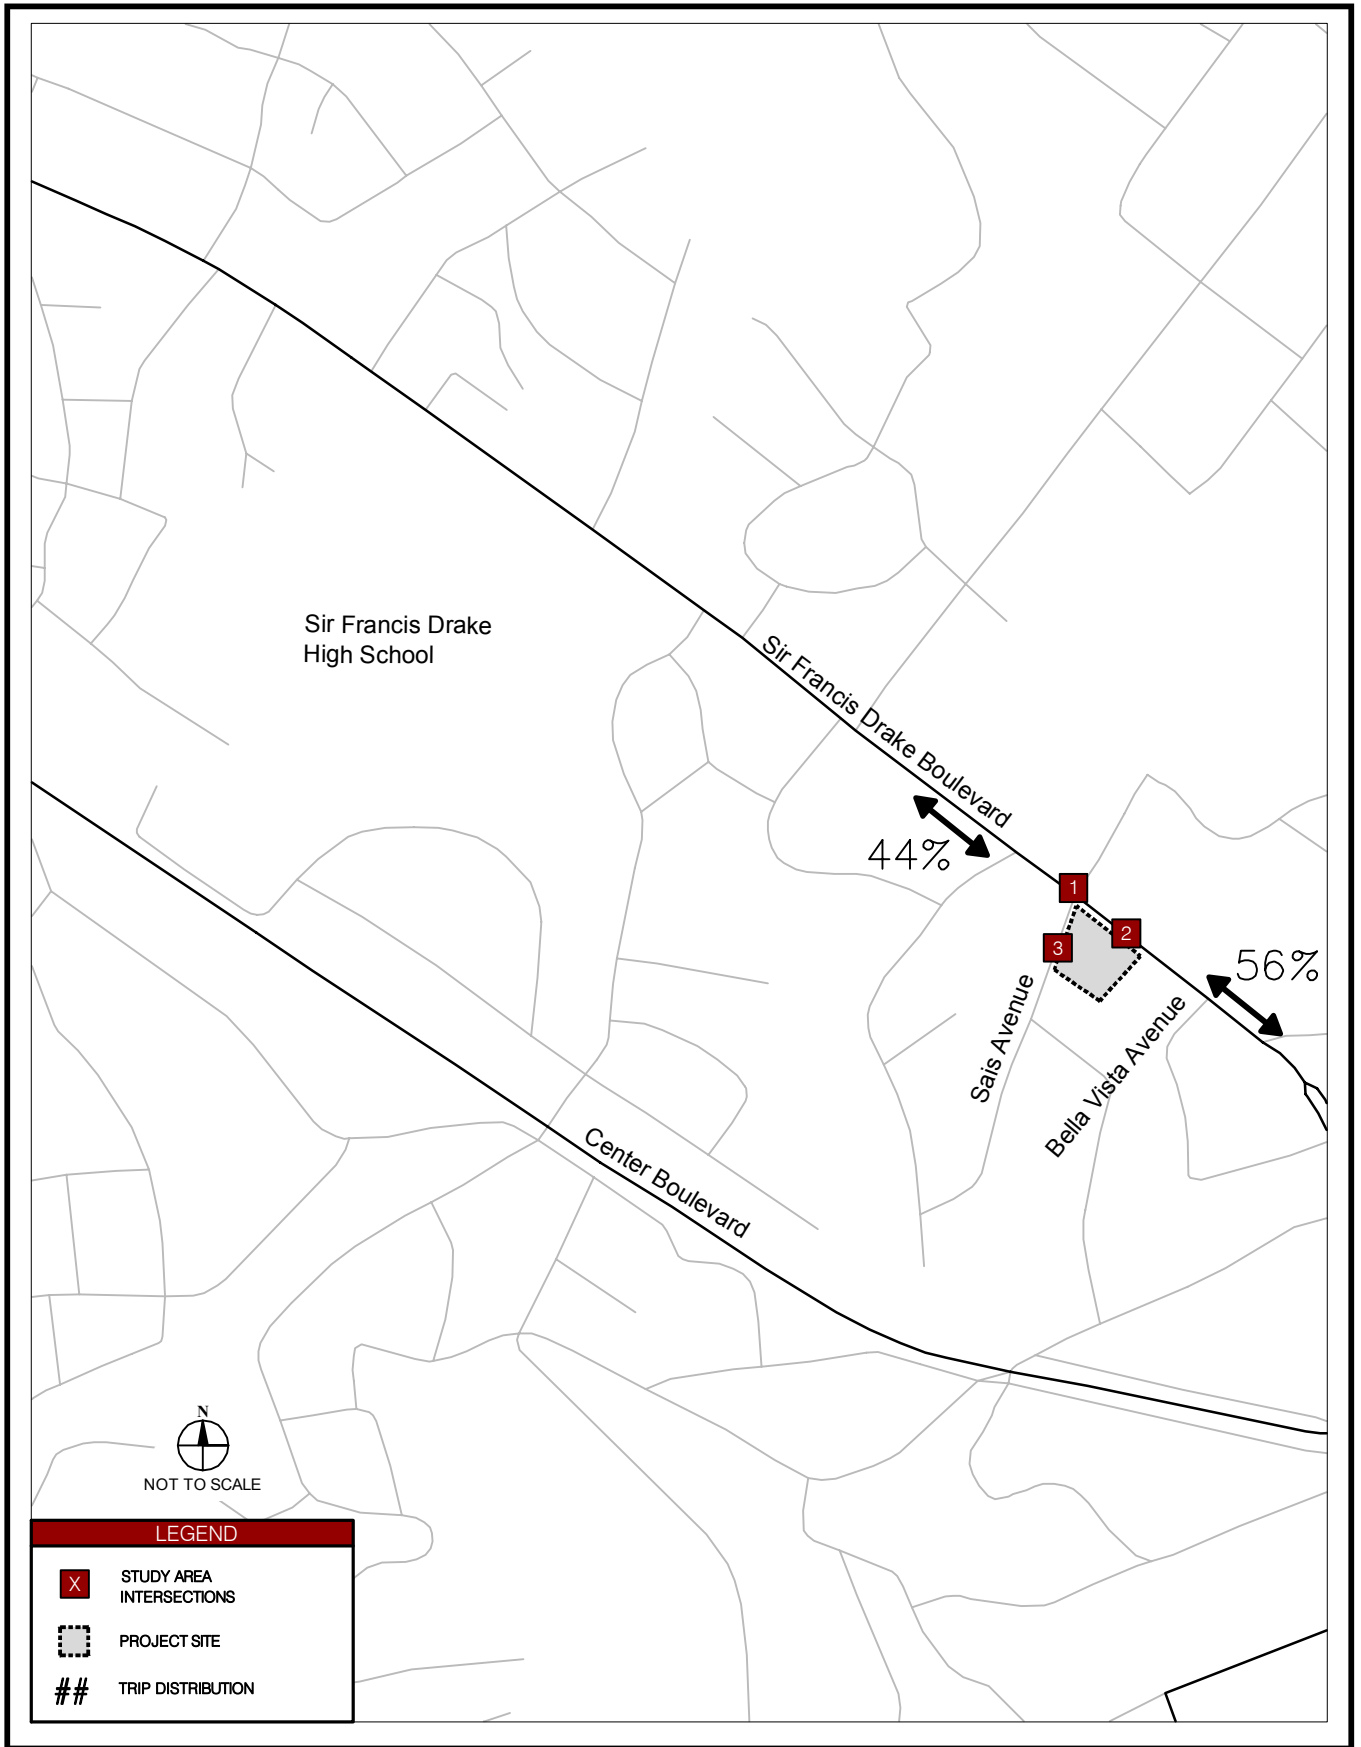 Sir Francis Drake
High School
Sir Francis Drake Boulevard
44%
1
2
3
56%
Sais Avenue
Bella Vista Avenue
Center Boulevard
N
NOT TO SCALE
LEGEND
X
STUDY AREA
INTERSECTIONS
PROJECT SITE
## TRIP DISTRIBUTION